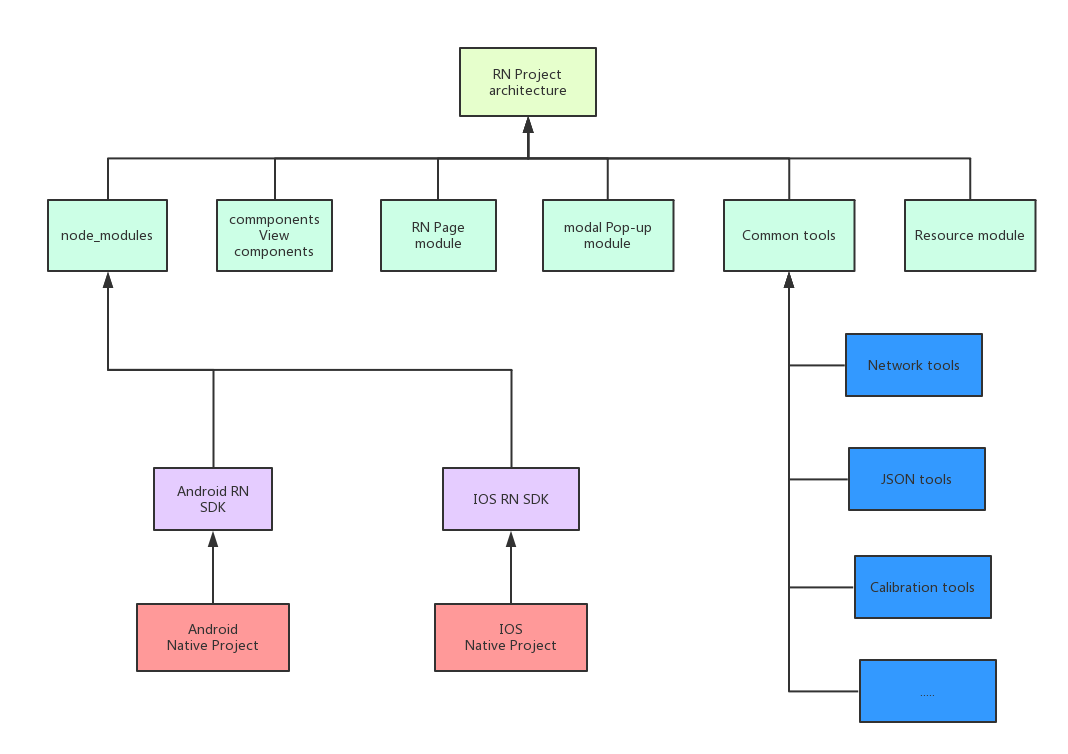 RN Project
architecture
node_modules
commponents
View
components
RN Page
module
modal Pop-up
module
Common tools
Resource module
Network tools
JSON tools
Calibration tools
.....
Android RN
SDK
IOS RN SDK
Android
Native Project
IOS
Native Project